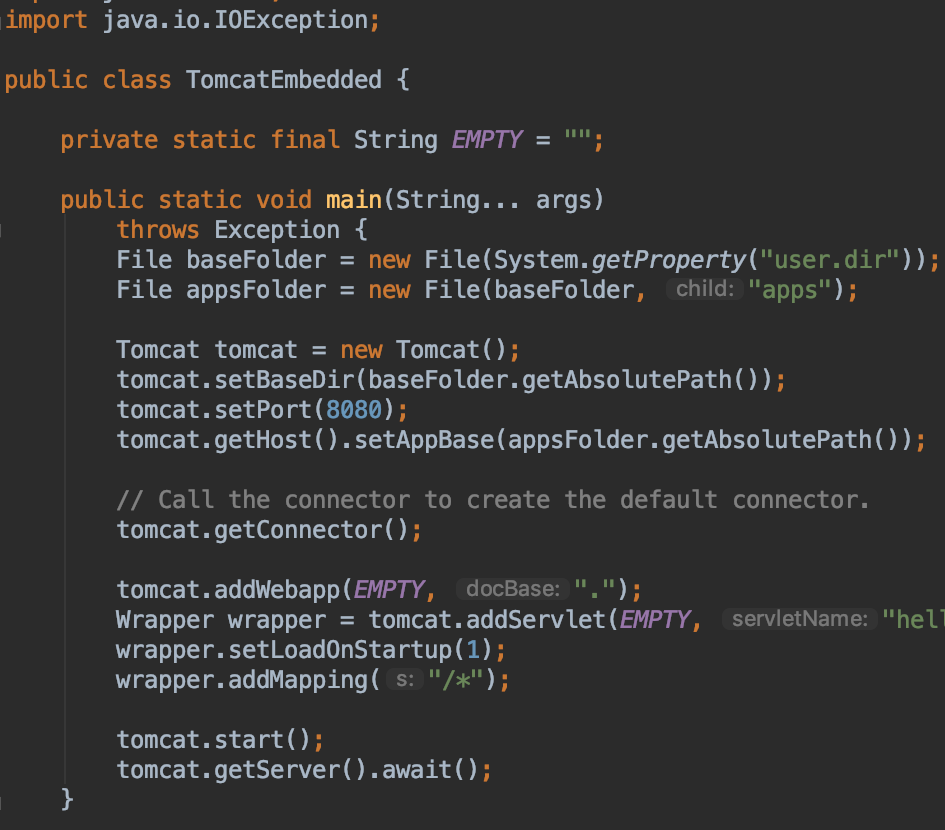 import java.io.IOException;
public class TomcatEmbedded {
private static final String EMPTY = "";
public static void main(String... args)
throws Exception {
File baseFolder = new File(System.getProperty("user.dir"));
File appsFolder = new File(baseFolder, child: "apps");
Tomcat tomcat = new Tomcat();
tomcat.setBaseDir(baseFolder.getAbsolutePath());
tomcat.setPort(8080);
tomcat.getHost().setAppBase(appsFolder.getAbsolutePath());
// Call the connector to create the default connector.
tomcat.getConnector();
tomcat.addWebapp(EMPTY, docBase: ".");
Wrapper wrapper = tomcat.addServlet(EMPTY, servletName: "hell
wrapper.setLoadOnStartup(1);
wrapper.addMapping( s: "/*");
tomcat.start();
tomcat.getServer().await();
}